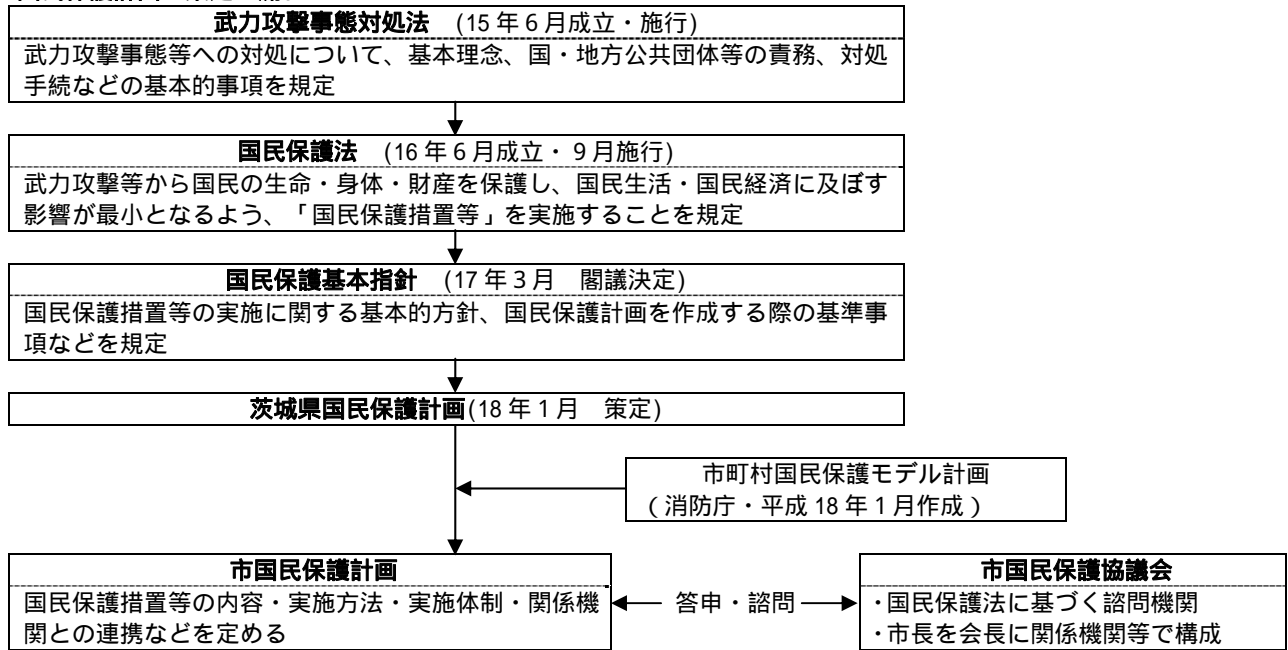 武力攻撃事態対処法 (15年6月成立・施行)
武力攻撃事態等への対処について、基本理念、国・地方公共団体等の責務、対処
手続などの基本的事項を規定
国民保護法 (16年6月成立・9月施行)
武力攻撃等から国民の生命・身体・財産を保護し、国民生活・国民経済に及ぼす
影響が最小となるよう、「国民保護措置等」を実施することを規定
国民保護基本指針 (17年3月 閣議決定)
国民保護措置等の実施に関する基本的方針、国民保護計画を作成する際の基準事
項などを規定
茨城県国民保護計画(18年1月 策定)
市町村国民保護モデル計画
(消防庁・平成18年1月作成)
市国民保護計画
国民保護措置等の内容・実施方法・実施体制・関係機
関との連携などを定める
答申・諮問
市国民保護協議会
・国民保護法に基づく諮問機関
・市長を会長に関係機関等で構成